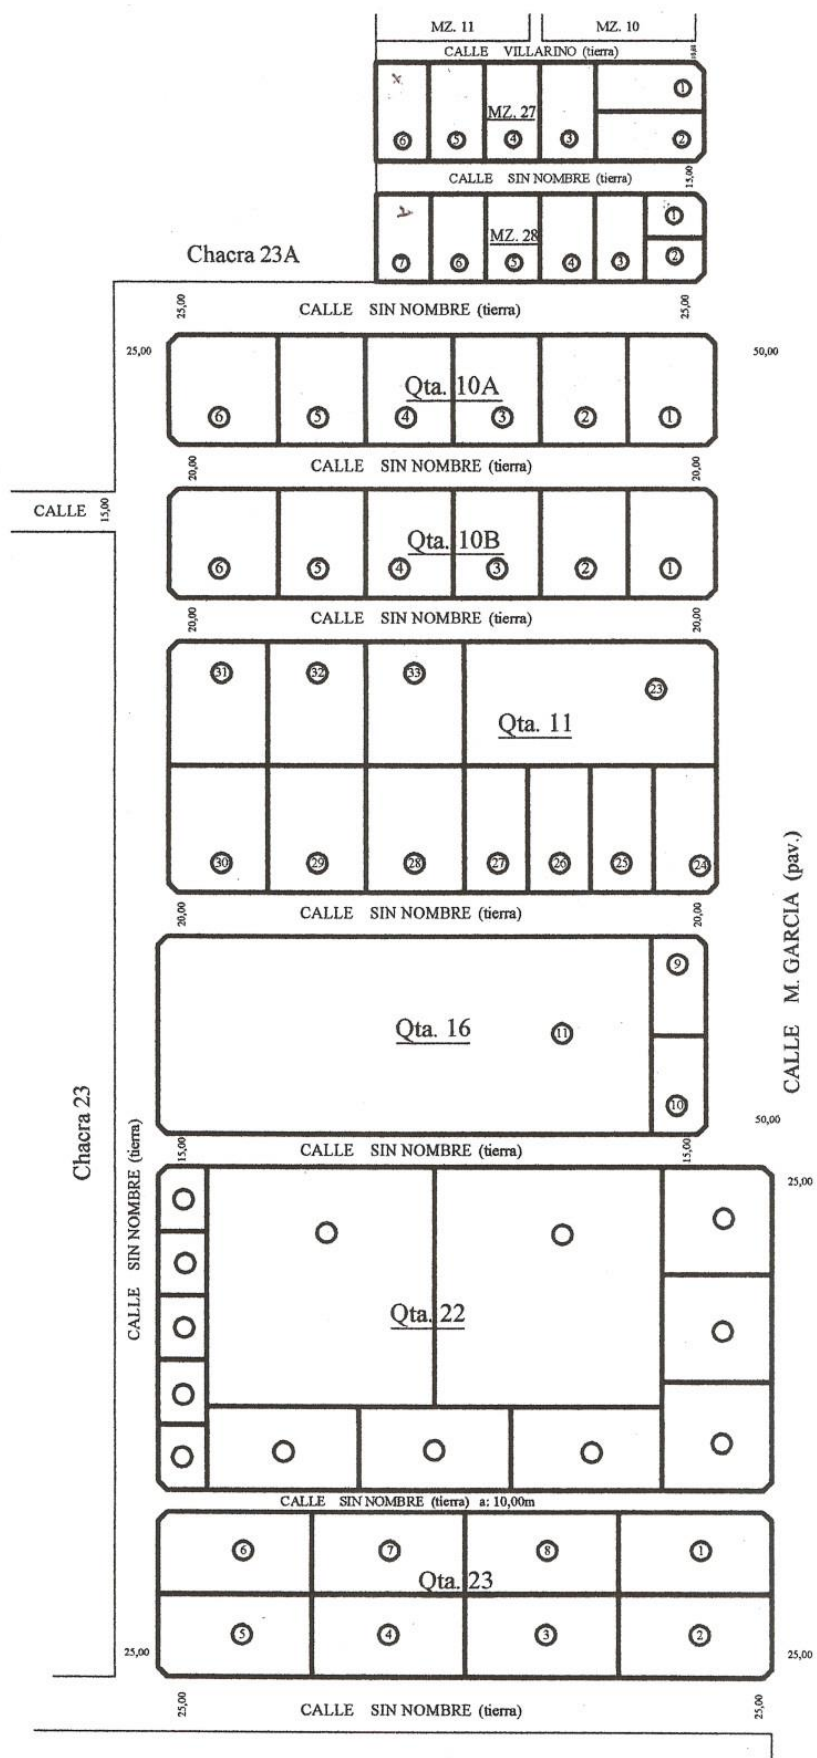 MZ. 11 MZ. 10
CALLE VILLARINO (tierra)
1
MZ. 27
6 5 4 3 2
CALLE SIN NOMBRE (tierra) 15,00
1
MZ. 28
7 6 5 4 3 2
Chacra 23A
25,00 CALLE SIN NOMBRE (tierra) 25,00
25,00 50,00
Qta. 10A
6 5 4 3 2 1
20,00 CALLE SIN NOMBRE (tierra) 20,00
CALLE 15,00
Qta. 10B
6 5 4 3 2 1
20,00 CALLE SIN NOMBRE (tierra) 20,00
31 32 33 23
Qta. 11
30 29 28 27 26 25 24
20,00 CALLE SIN NOMBRE (tierra) 20,00
CALLE M. GARCIA (pav.)
9
Qta. 16 11
10
Chacra 23
50,00
15,00 CALLE SIN NOMBRE (tierra) 15,00
CALLE SIN NOMBRE (tierra)
25,00
Qta. 22
CALLE SIN NOMBRE (tierra) a: 10,00m
6 7 8 1
Qta. 23
5 4 3 2
25,00 25,00
25,00 CALLE SIN NOMBRE (tierra) 25,00